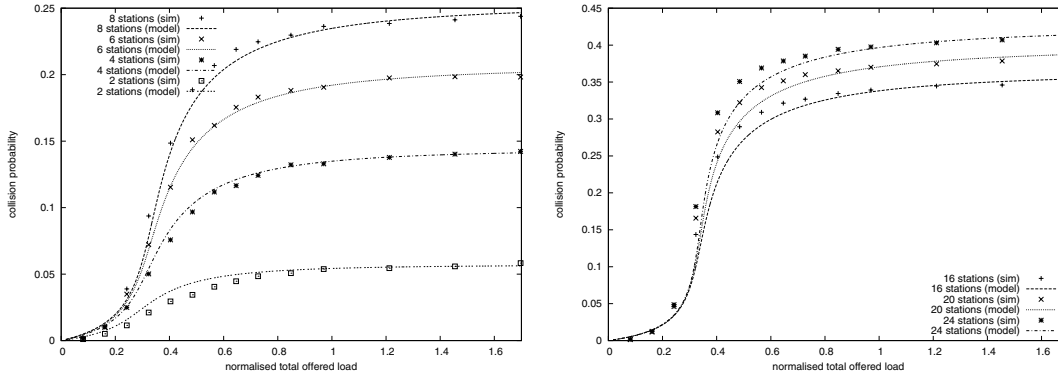 0.25
0.2
0.15
0.1
0.05
0
0 0.2 0.4 0.6 0.8 1 1.2 1.4 1.6
collision probability
normalised total offered load
8 stations (sim)
8 stations (model)
6 stations (sim)
6 stations (model)
4 stations (sim)
4 stations (model)
2 stations (sim)
2 stations (model)
0.45
0.4
0.35
0.3
0.25
0.2
0.15
0.1
0.05
0
0 0.2 0.4 0.6 0.8 1 1.2 1.4 1.6
collision probability
normalised total offered load
16 stations (sim)
16 stations (model)
20 stations (sim)
20 stations (model)
24 stations (sim)
24 stations (model)